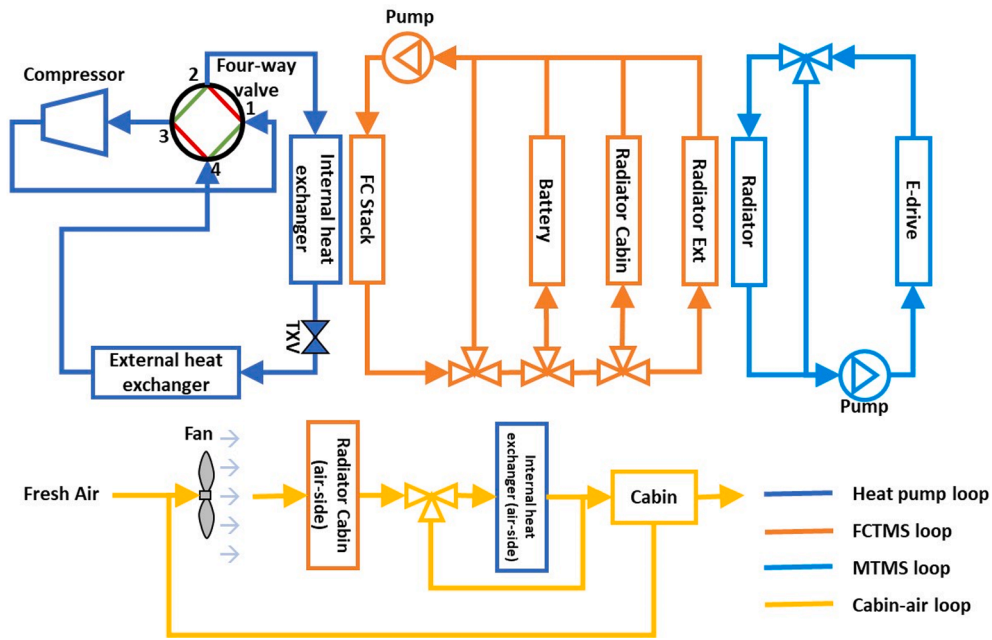 Pump
Compressor
Four-way
valve
2
1
3
4
Internal heat
exchanger
TXV
External heat
exchanger
FC Stack
Battery
Radiator Cabin
Radiator Ext
Radiator
E-drive
Pump
Fan
Fresh Air
Radiator Cabin
(air-side)
Internal heat
exchanger (air-side)
Cabin
Heat pump loop
FCTMS loop
MTMS loop
Cabin-air loop